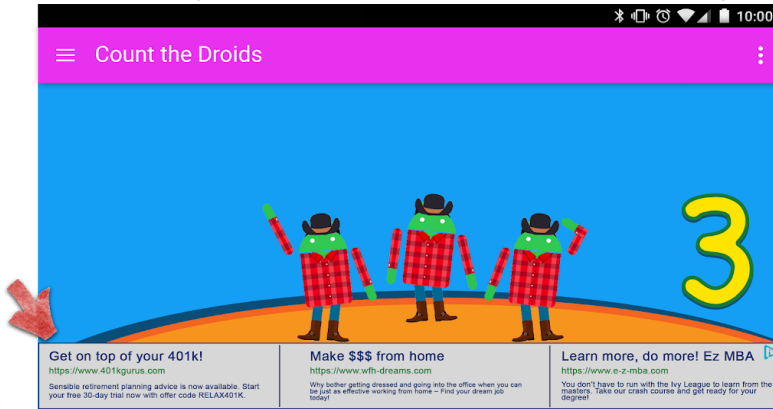 10:00
Count the Droids
3
Get on top of your 401k!
https://www.401kgurus.com
Sensible retirement planning advice is now available. Start
your free 30-day trial now with offer code RELAX401K.
Make $$$ from home
https://www.wfh-dreams.com
Why bother getting dressed and going into the office when you can
be just as effective working from home – Find your dream job
today!
Learn more, do more! Ez MBA
https://www.e-z-mba.com
You don't have to run with the Ivy League to learn from the
masters. Take our crash course and get ready for your
degree!